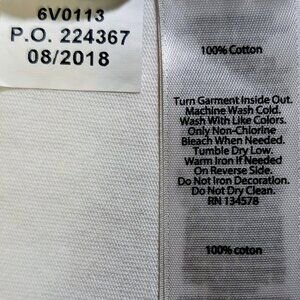 6V0113
P.O. 224367
08/2018
100% Cotton
Turn Garment Inside Out.
Machine Wash Cold.
Wash With Like Colors.
Only Non-Chlorine
Bleach When Needed.
Tumble Dry Low.
Warm Iron if Needed
On Reverse Side.
Do Not Iron Decoration.
Do Not Dry Clean.
RN 134578
100% cotton